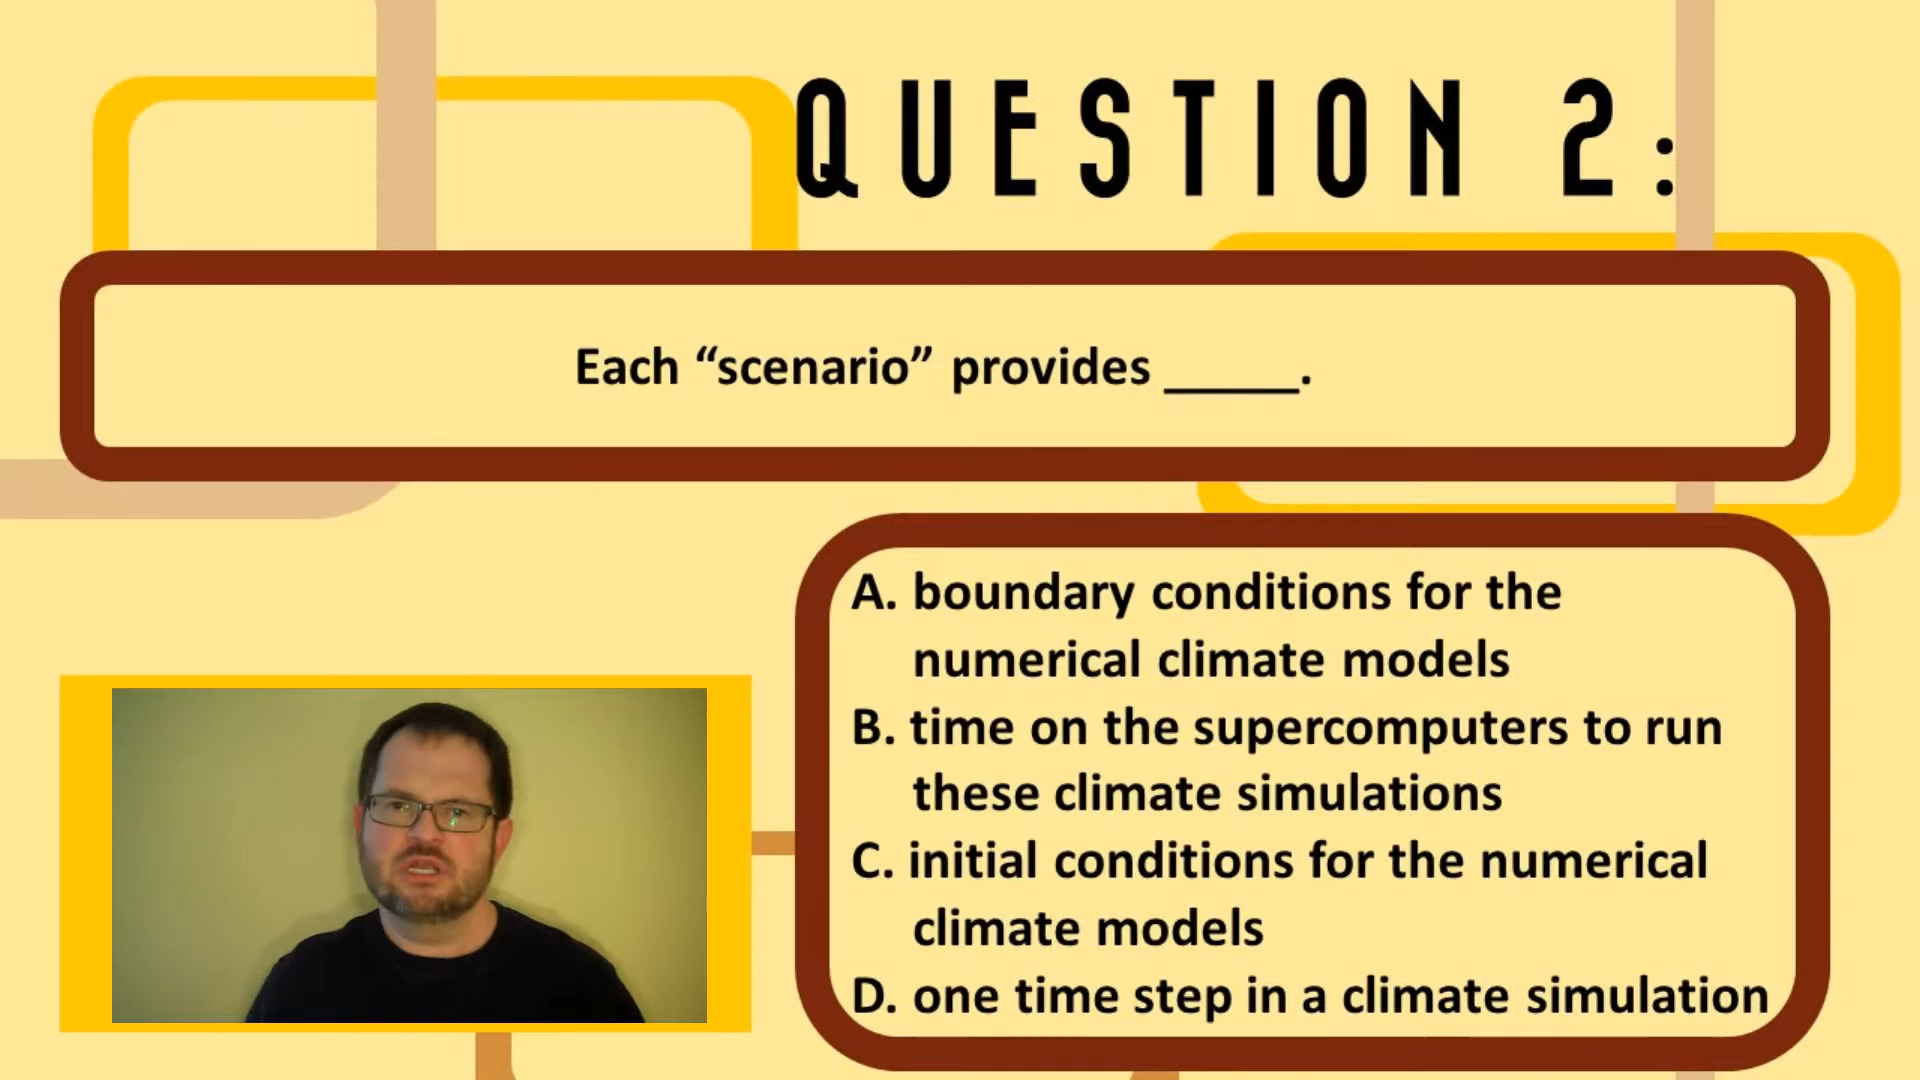 QUESTION 2:
Each “scenario” provides _____.
A. boundary conditions for the
numerical climate models
B. time on the supercomputers to run
these climate simulations
C. initial conditions for the numerical
climate models
D. one time step in a climate simulation